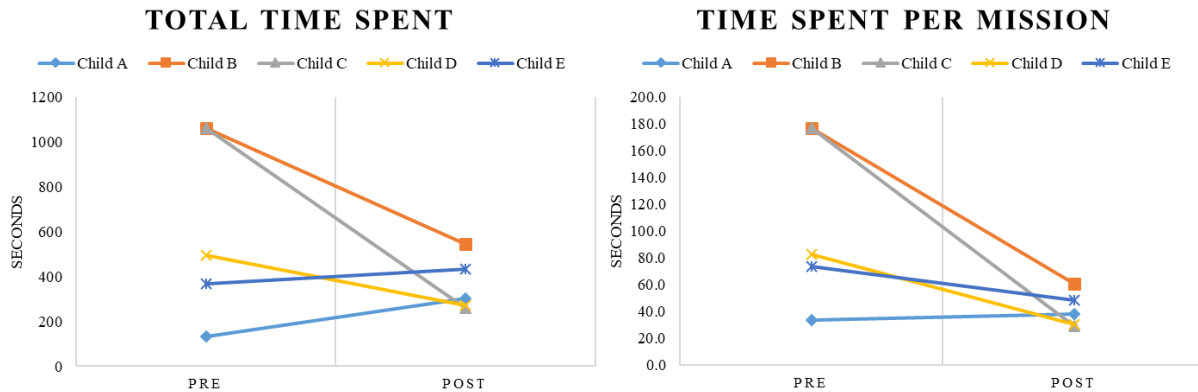 TOTAL TIME SPENT
Child A Child B Child C Child D Child E
1200
1000
800
600
400
200
0
SECONDS
PRE POST
TIME SPENT PER MISSION
Child A Child B Child C Child D Child E
200.0
180.0
160.0
140.0
120.0
100.0
80.0
60.0
40.0
20.0
0.0
SECONDS
PRE POST